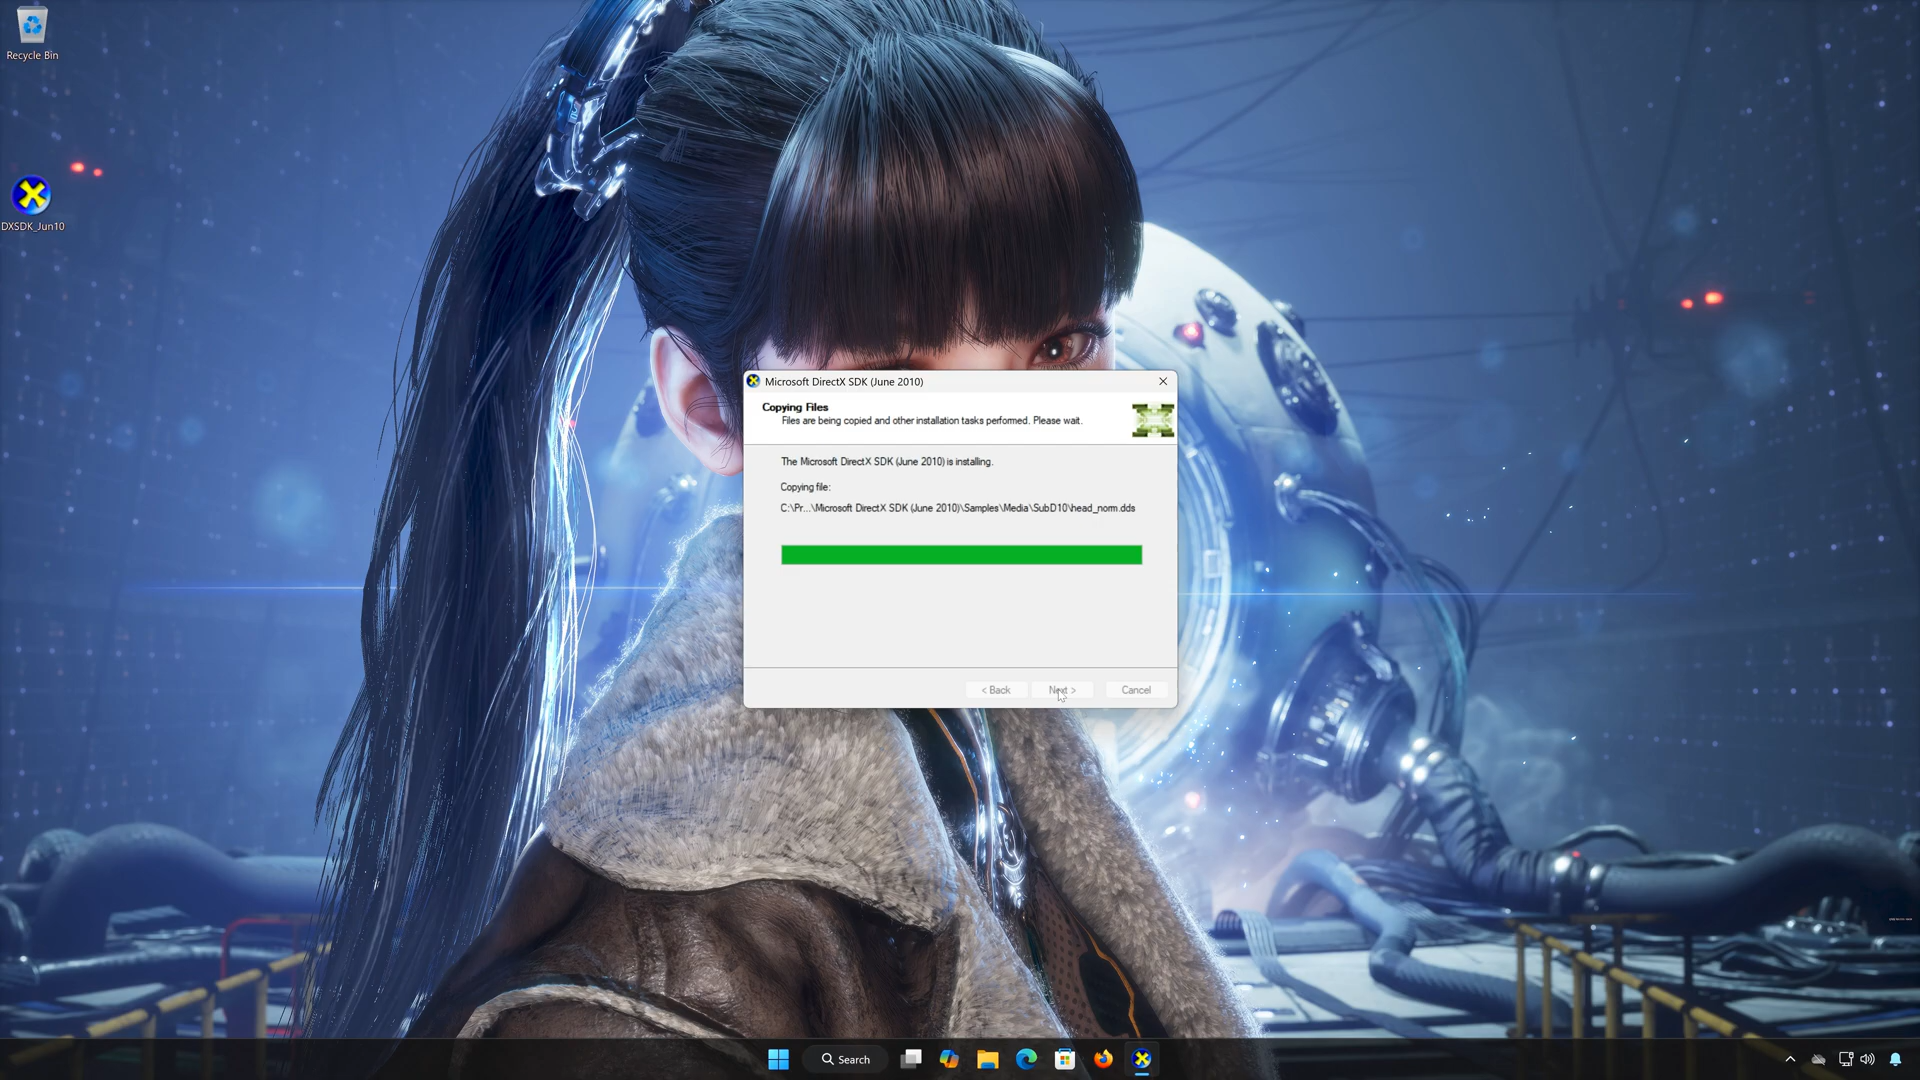 Recycle Bin
DXSDK_Jun10
Microsoft DirectX SDK (June 2010)
Copying Files
Files are being copied and other installation tasks performed. Please wait.
The Microsoft DirectX SDK (June 2010) is installing.
Copying file:
C:\Pr...\Microsoft DirectX SDK (June 2010)\Samples\Media\SubD10\head_norm.dds
< Back
Next >
Cancel
Search